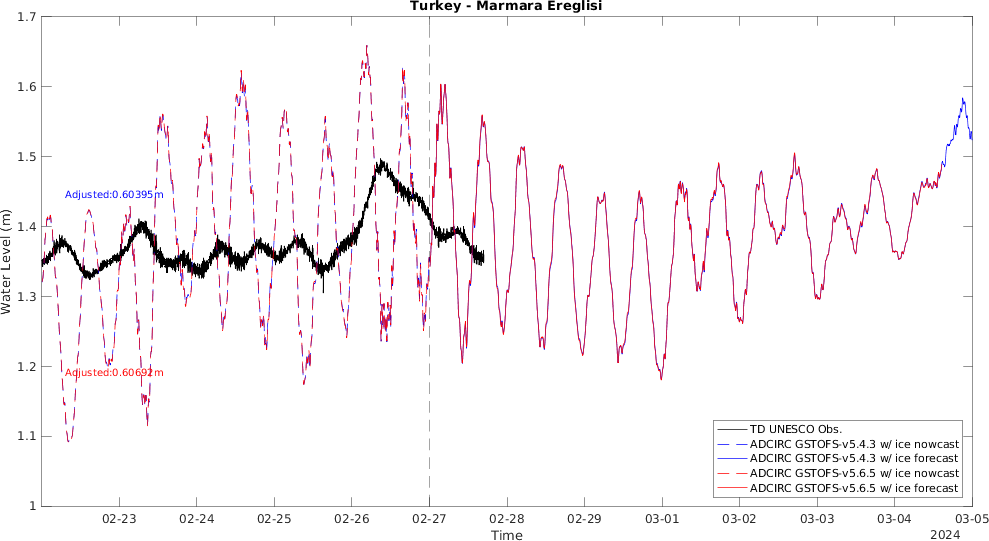 Turkey - Marmara Ereglisi
1.7
1.6
1.5
1.4
1.3
1.2
1.1
1
Water Level (m)
Adjusted:0.60395m
Adjusted:0.60692m
TD UNESCO Obs.
ADCIRC GSTOFS-v5.4.3 w/ ice nowcast
ADCIRC GSTOFS-v5.4.3 w/ ice forecast
ADCIRC GSTOFS-v5.6.5 w/ ice nowcast
ADCIRC GSTOFS-v5.6.5 w/ ice forecast
02-23 02-24 02-25 02-26 02-27 02-28 02-29 03-01 03-02 03-03 03-04 03-05
Time
2024